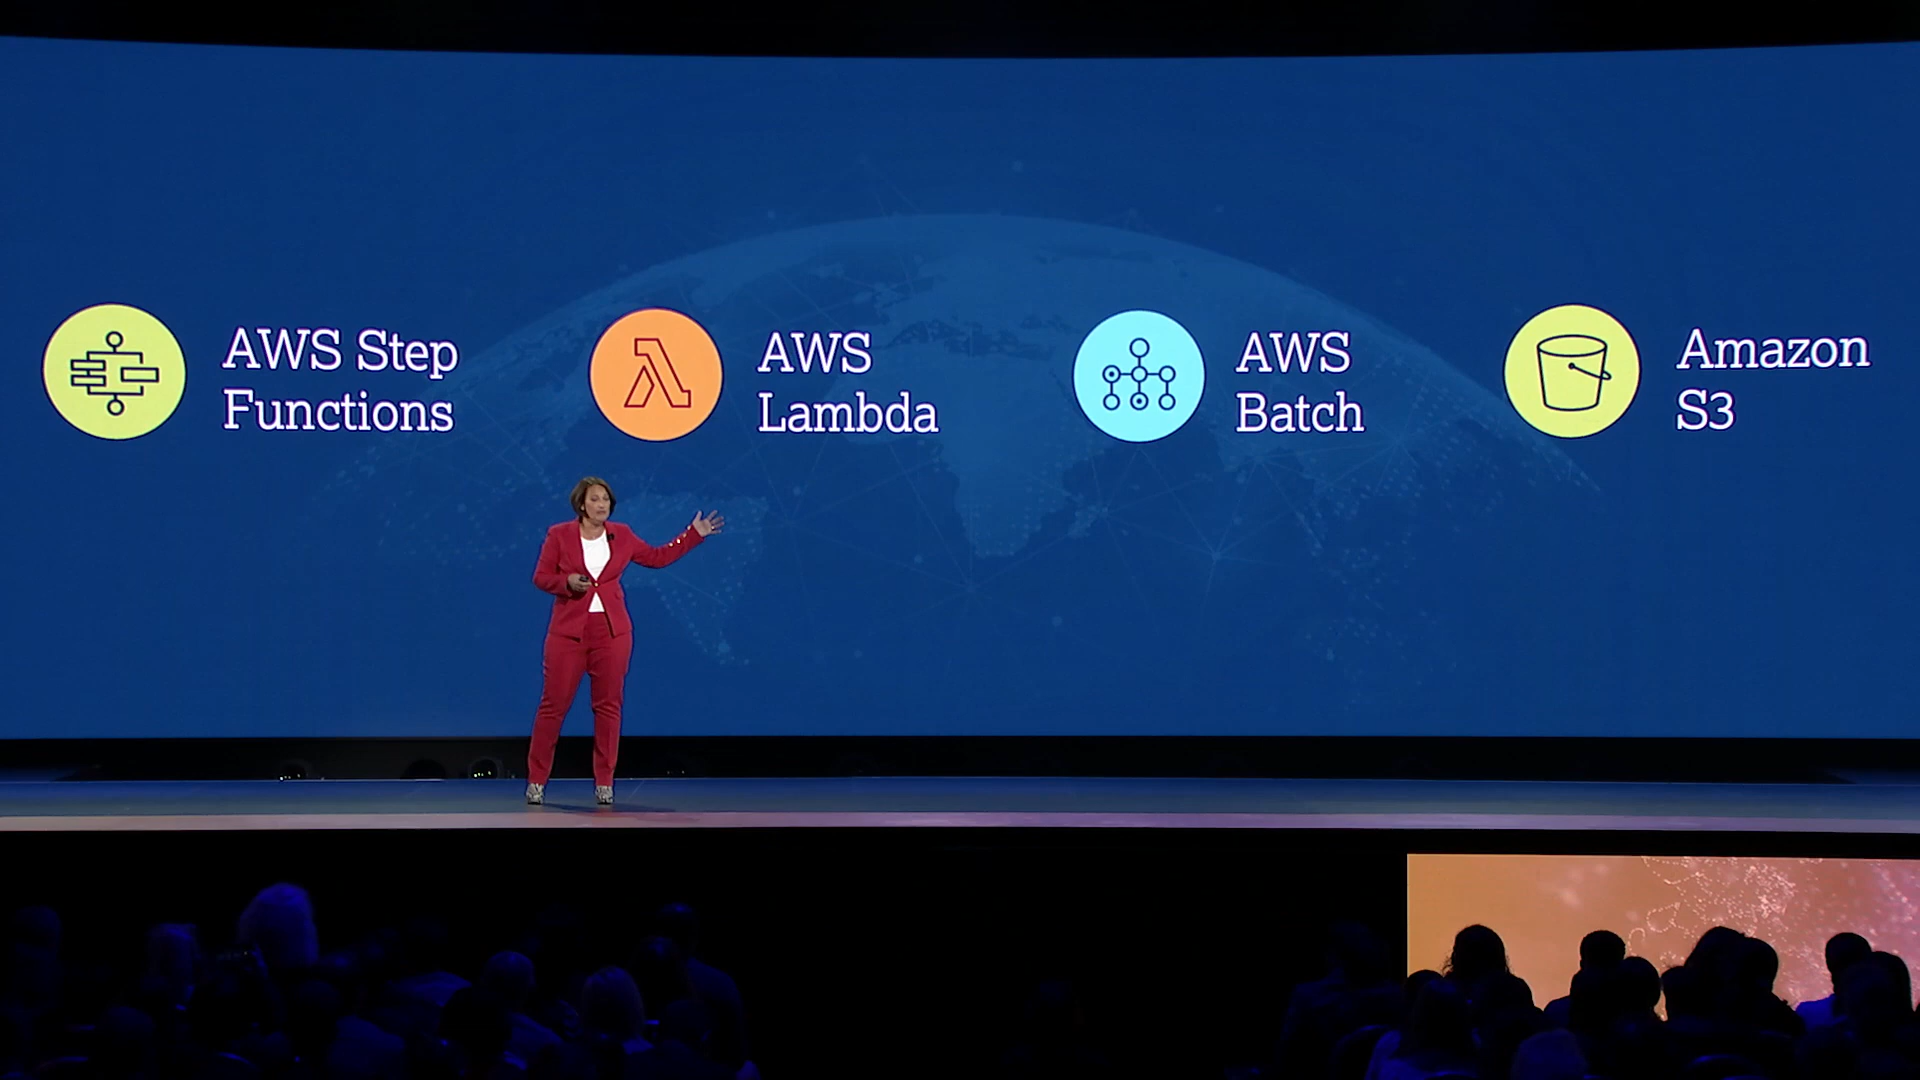 AWS Step
Functions
AWS
Lambda
AWS
Batch
Amazon
S3